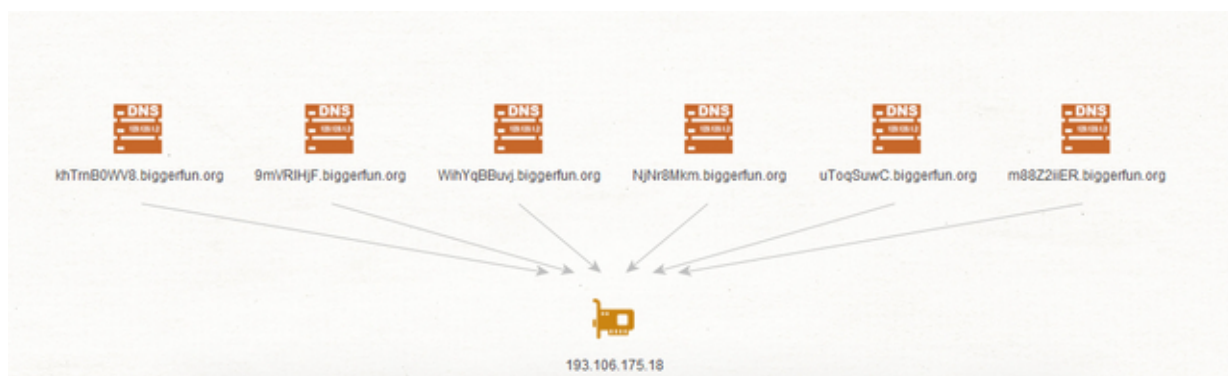 DNS DNS DNS DNS DNS DNS
khTmB0WV8.biggerfun.org 9mVRIHjF.biggerfun.org WihYqBBuvj.biggerfun.org NjNr8Mkm.biggerfun.org uToqSuwC.biggerfun.org m88Z2iiER.biggerfun.org
193.106.175.18